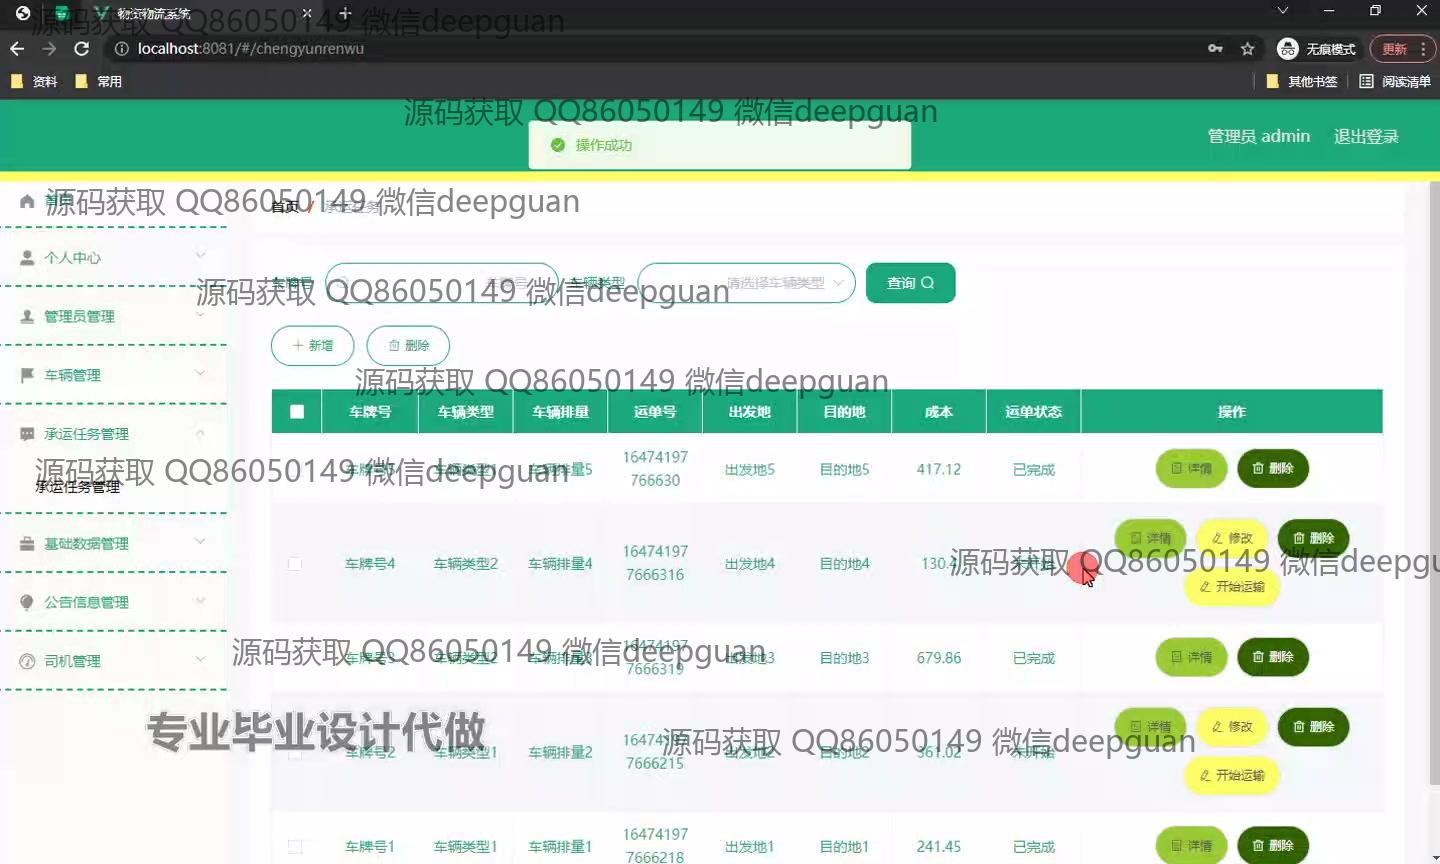 物资物流系统
localhost:8081/#/chengyunrenwu
无痕模式
更新
资料
常用
其他书签
阅读清单
源码获取 QQ86050149 微信deepguan
源码获取 QQ86050149 微信deepguan
操作成功
管理员 admin
退出登录
源码获取 QQ86050149 微信deepguan
首页
首页 / 承运任务
个人中心
管理员管理
车辆管理
承运任务管理
承运任务管理
基础数据管理
公告信息管理
司机管理
车牌号
车牌号
车辆类型
请选择车辆类型
查询
源码获取 QQ86050149 微信deepguan
新增
删除
源码获取 QQ86050149 微信deepguan
车牌号 车辆类型 车辆排量 运单号 出发地 目的地 成本 运单状态 操作
车牌号5 车辆类型1 车辆排量5 16474197766630 出发地5 目的地5 417.12 已完成 详情 删除
源码获取 QQ86050149 微信deepguan
车牌号4 车辆类型2 车辆排量4 164741977666316 出发地4 目的地4 详情 修改 删除
开始运输
源码获取 QQ86050149 微信deepgu
车牌号3 车辆类型2 车辆排量3 164741977666319 出发地3 目的地3 679.86 已完成 详情 删除
源码获取 QQ86050149 微信deepguan
车牌号2 车辆类型1 车辆排量2 164741977666215 出发地2 目的地2 361.02 未开始 详情 修改 删除
开始运输
源码获取 QQ86050149 微信deepguan
专业毕业设计代做
车牌号1 车辆类型1 车辆排量1 164741977666218 出发地1 目的地1 241.45 已完成 详情 删除